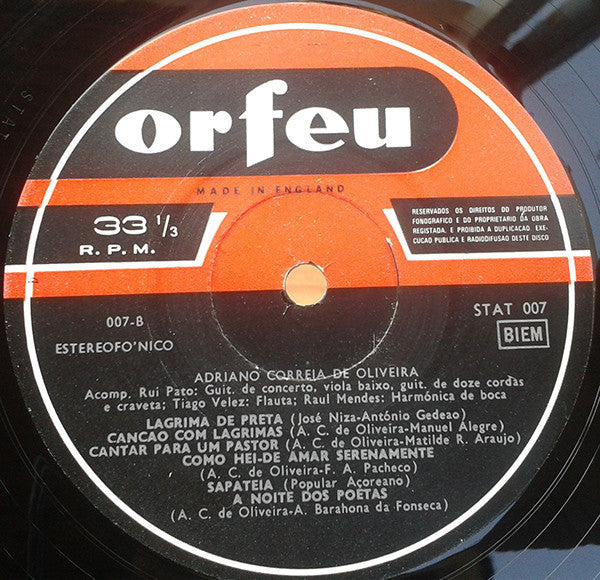 orfeu
MADE IN ENGLAND
33 1/3
R. P. M.
RESERVADOS OS DIREITOS DO PRODUTOR
FONOGRAFICO E DO PROPRIETARIO DA OBRA
REGISTADA. E PROIBIDA A DUPLICAÇAO, EXE-
CUÇAO PUBLICA E RADIODIFUSAO DESTE DISCO
007-B
STAT 007
ESTEREOFO'NICO
BIEM
ADRIANO CORREIA DE OLIVEIRA
Acomp. Rui Pato: Guit. de concerto, viola baixo, guit. de doze cordas
e craveta; Tiago Velez: Flauta; Raul Mendes: Harmónica de boca
LAGRIMA DE PRETA (José Niza-António Gedeao)
CANCAO COM LAGRIMAS (A. C. de Oliveira-Manuel Alegre)
CANTAR PARA UM PASTOR (A. C. de Oliveira-Matilde R. Araujo)
COMO HEI-DE AMAR SERENAMENTE
(A. C. de Oliveira-F. A. Pacheco)
SAPATEIA (Popular Açoreano)
A NOITE DOS POETAS
(A. C. de Oliveira-A. Barahona da Fonseca)
STAT